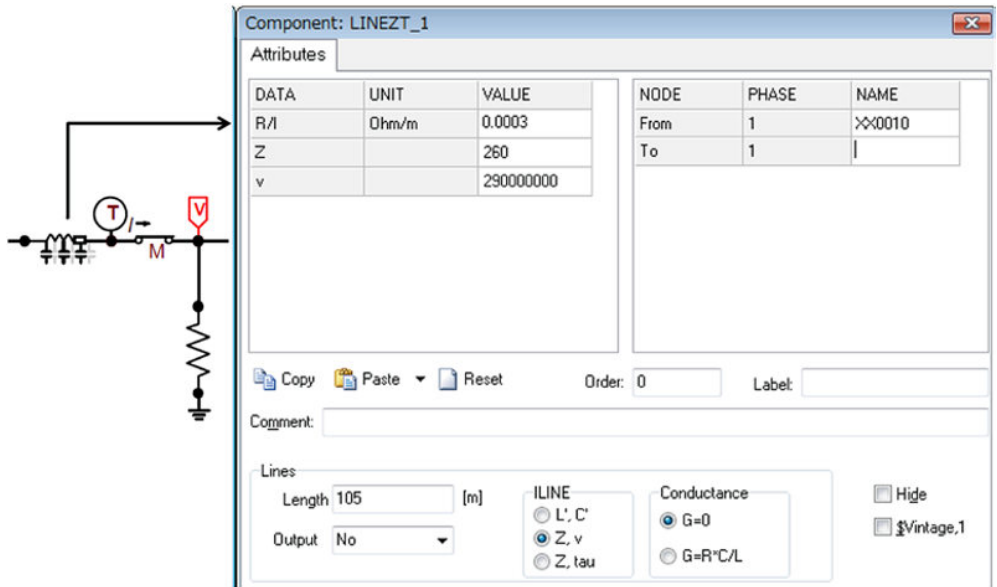 Component: LINEZT_1
Attributes
DATA UNIT VALUE
R/l Ohm/m 0.0003
Z 260
v 290000000
NODE PHASE NAME
From 1 XX0010
To 1
T
I
M
V
Copy Paste Reset Order: 0 Label:
Comment:
Lines
Length 105 [m]
Output No
ILINE
L', C'
Z, v
Z, tau
Conductance
G=0
G=R*C/L
Hide
$Vintage,1